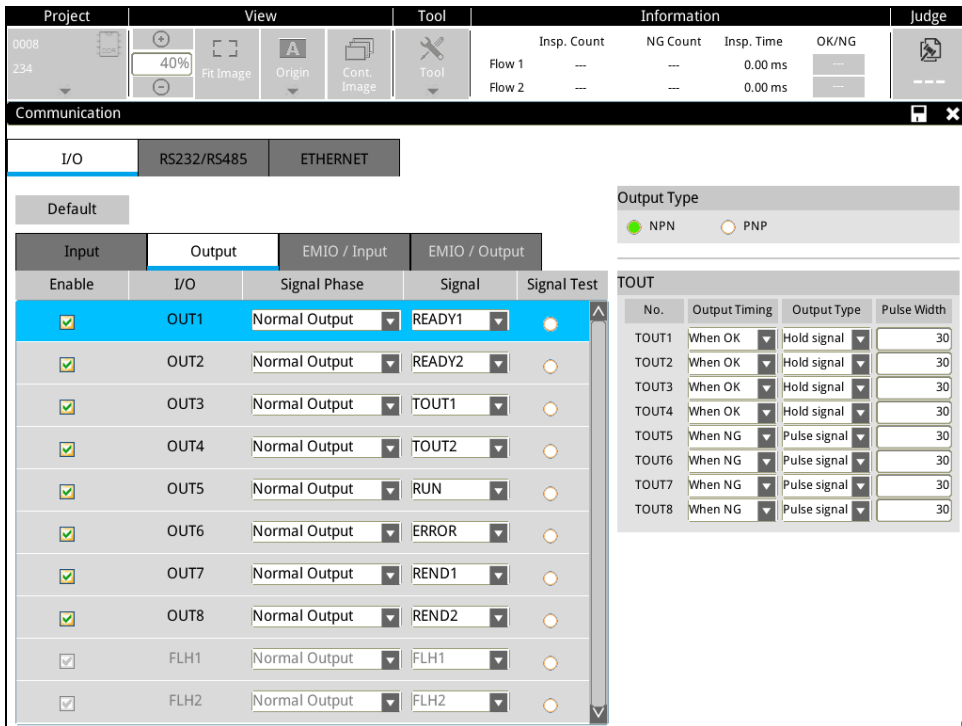 Project View Tool Information Judge
0008
234
40%
Fit Image
A
Origin
Cont.
Image
Tool
Insp. Count NG Count Insp. Time OK/NG
Flow 1 --- --- 0.00 ms ---
Flow 2 --- --- 0.00 ms ---
---
Communication
I/O RS232/RS485 ETHERNET
Default
Input Output EMIO / Input EMIO / Output
Enable I/O Signal Phase Signal Signal Test
OUT1 Normal Output READY1
OUT2 Normal Output READY2
OUT3 Normal Output TOUT1
OUT4 Normal Output TOUT2
OUT5 Normal Output RUN
OUT6 Normal Output ERROR
OUT7 Normal Output REND1
OUT8 Normal Output REND2
FLH1 Normal Output FLH1
FLH2 Normal Output FLH2
Output Type
NPN PNP
TOUT
No. Output Timing Output Type Pulse Width
TOUT1 When OK Hold signal 30
TOUT2 When OK Hold signal 30
TOUT3 When OK Hold signal 30
TOUT4 When OK Hold signal 30
TOUT5 When NG Pulse signal 30
TOUT6 When NG Pulse signal 30
TOUT7 When NG Pulse signal 30
TOUT8 When NG Pulse signal 30